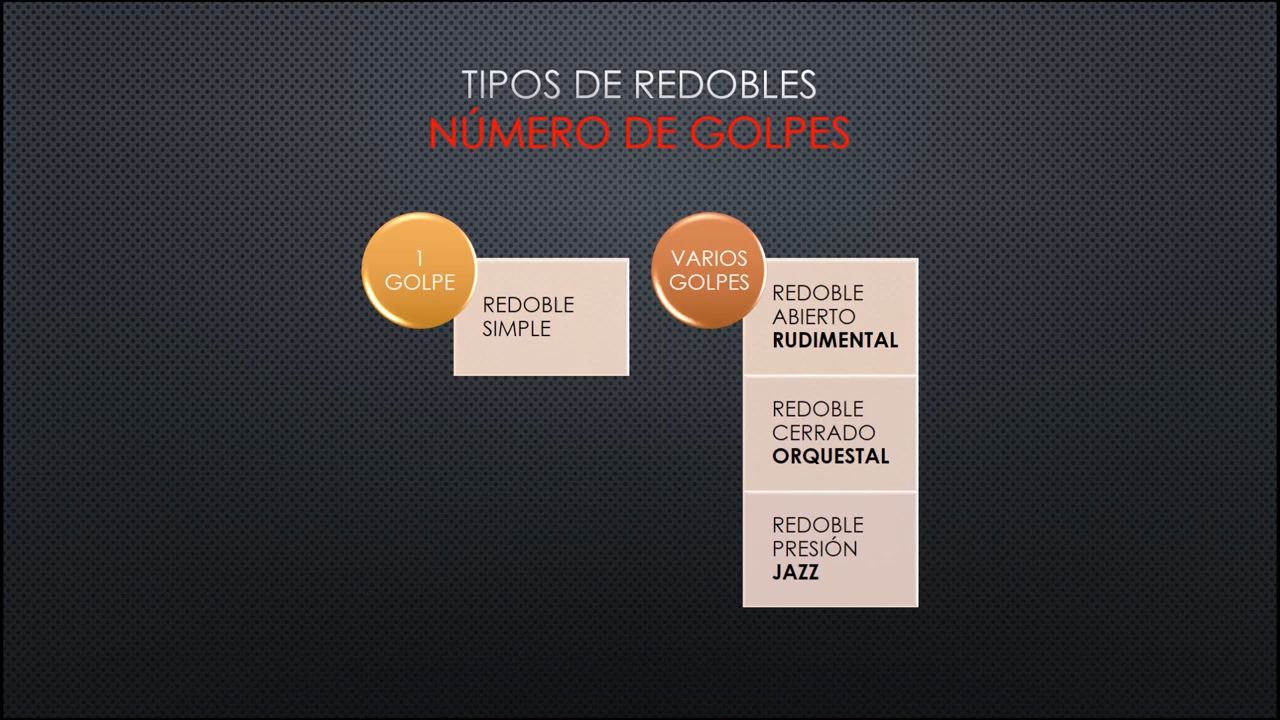 TIPOS DE REDOBLES
NÚMERO DE GOLPES
1
GOLPE
REDOBLE
SIMPLE
VARIOS
GOLPES
REDOBLE
ABIERTO
RUDIMENTAL
REDOBLE
CERRADO
ORQUESTAL
REDOBLE
PRESIÓN
JAZZ